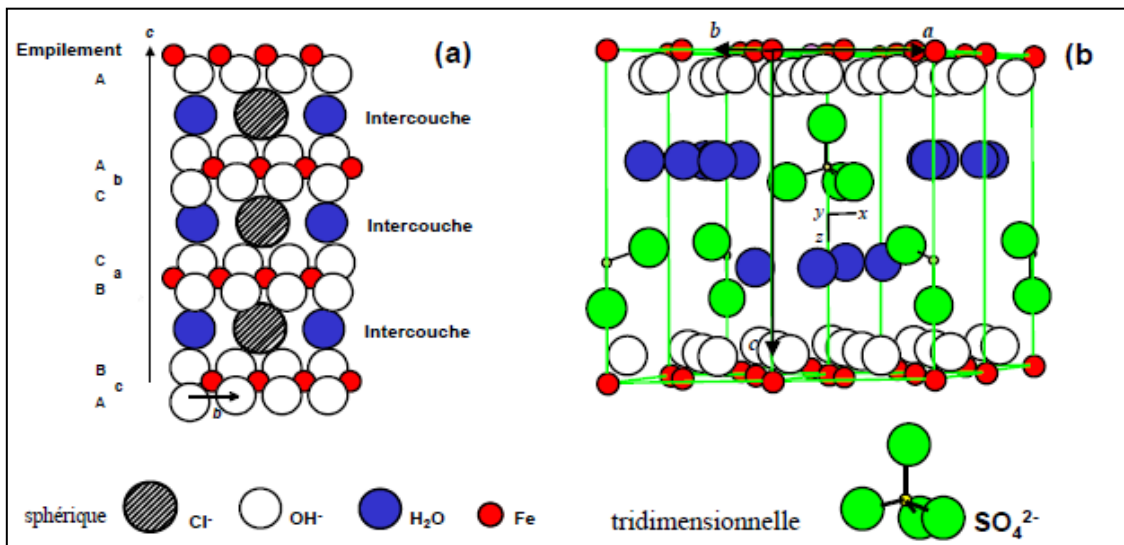 c
Empilement
(a)
b
a
(b
A
Intercouche
A
b
C
Intercouche
y
x
z
C
a
B
Intercouche
B
c
A
b
c
sphérique
Cl-
OH-
H₂O
Fe
tridimensionnelle
SO₄²⁻